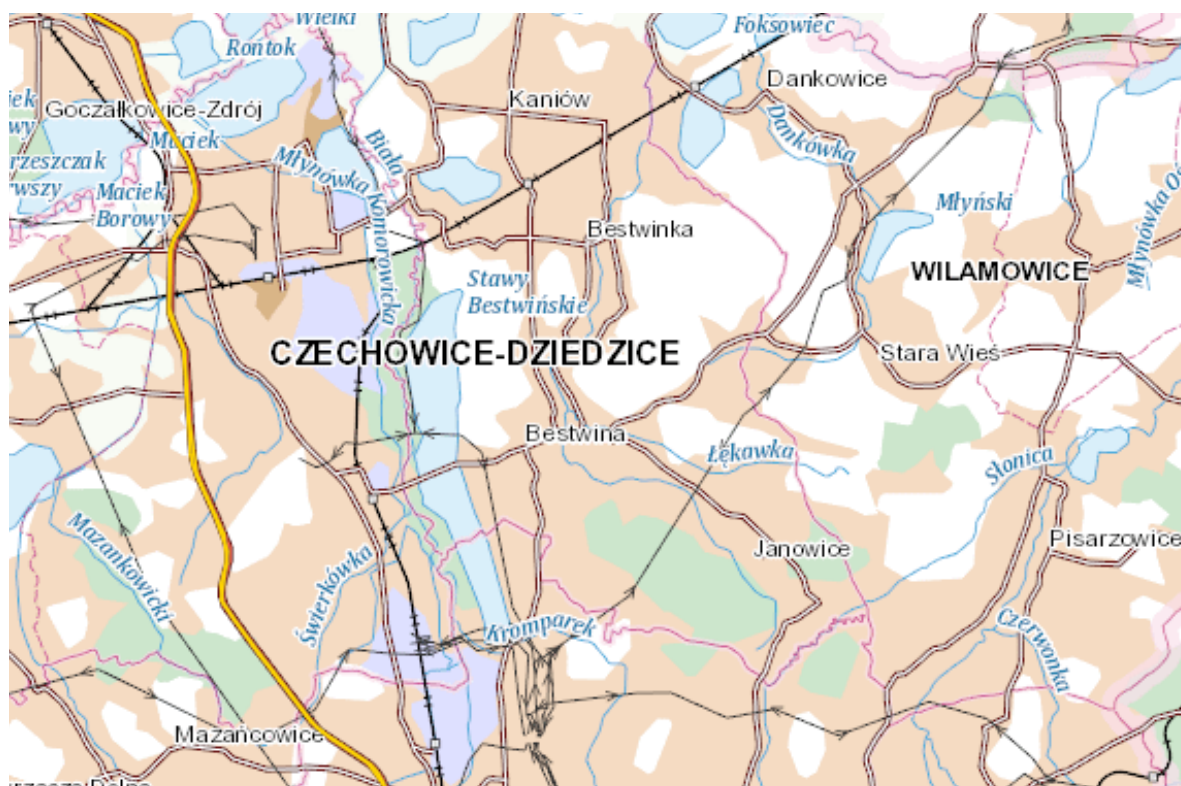 Wielki
Foksowiec
Rontok
Dankowice
Kaniów
Goczałkowice-Zdrój
Maciek
Biała
Dankówka
Młynówka
Komorowicka
Maciek
Borowy
Młyński
Bestwinka
WILAMOWICE
Stawy
Bestwińskie
CZECHOWICE-DZIEDZICE
Stara Wieś
Bestwina
Łękawka
Słonica
Mazankowicki
Janowice
Pisarzowice
Świerkówka
Kromparek
Czerwonka
Mazańcowice